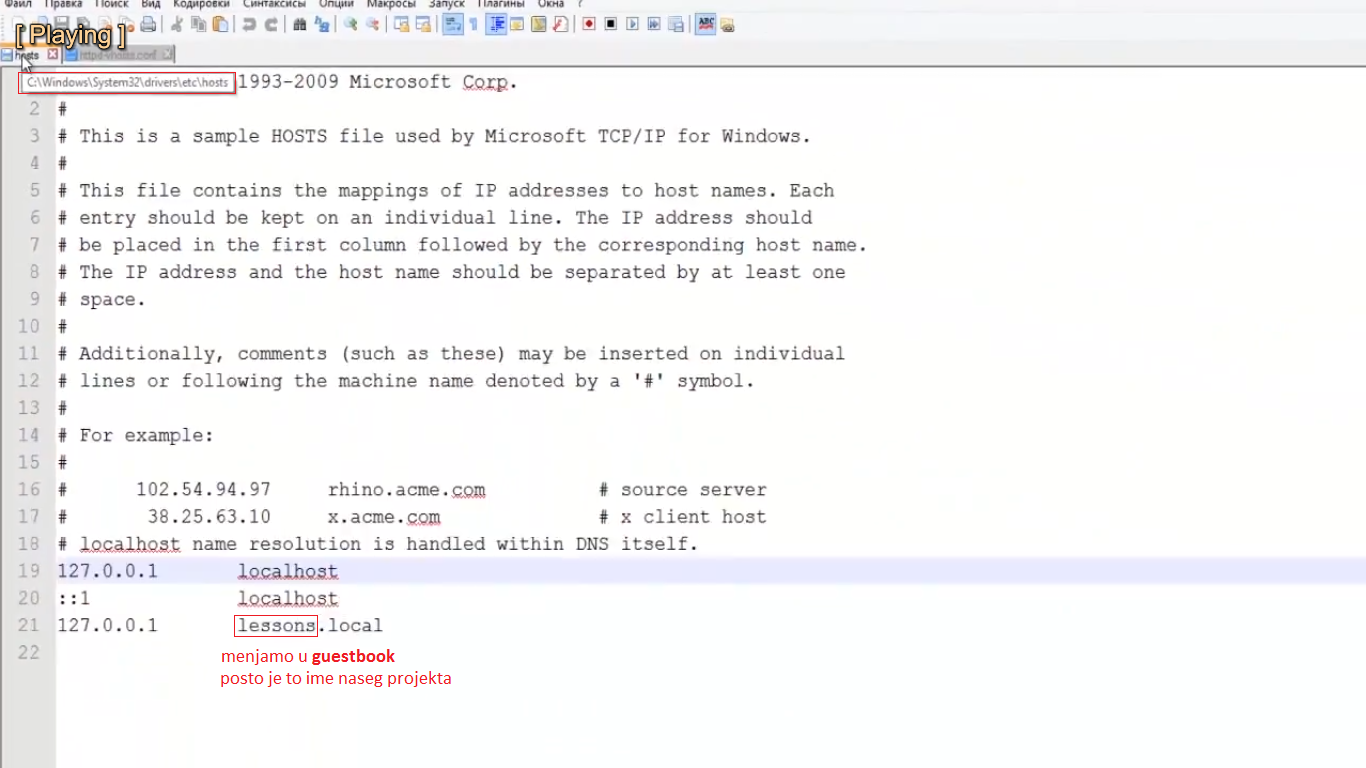 Файл Правка Поиск Вид Кодировки Синтаксисы Опции Макросы Запуск Плагины Окна ?
[ Playing ]
ABC
hosts
C:\Windows\System32\drivers\etc\hosts 1993-2009 Microsoft Corp.
2 #
3 # This is a sample HOSTS file used by Microsoft TCP/IP for Windows.
4 #
5 # This file contains the mappings of IP addresses to host names. Each
6 # entry should be kept on an individual line. The IP address should
7 # be placed in the first column followed by the corresponding host name.
8 # The IP address and the host name should be separated by at least one
9 # space.
10 #
11 # Additionally, comments (such as these) may be inserted on individual
12 # lines or following the machine name denoted by a '#' symbol.
13 #
14 # For example:
15 #
16 # 102.54.94.97 rhino.acme.com # source server
17 # 38.25.63.10 x.acme.com # x client host
18 # localhost name resolution is handled within DNS itself.
19 127.0.0.1 localhost
20 ::1 localhost
21 127.0.0.1 lessons.local
22
menjamo u guestbook
posto je to ime naseg projekta